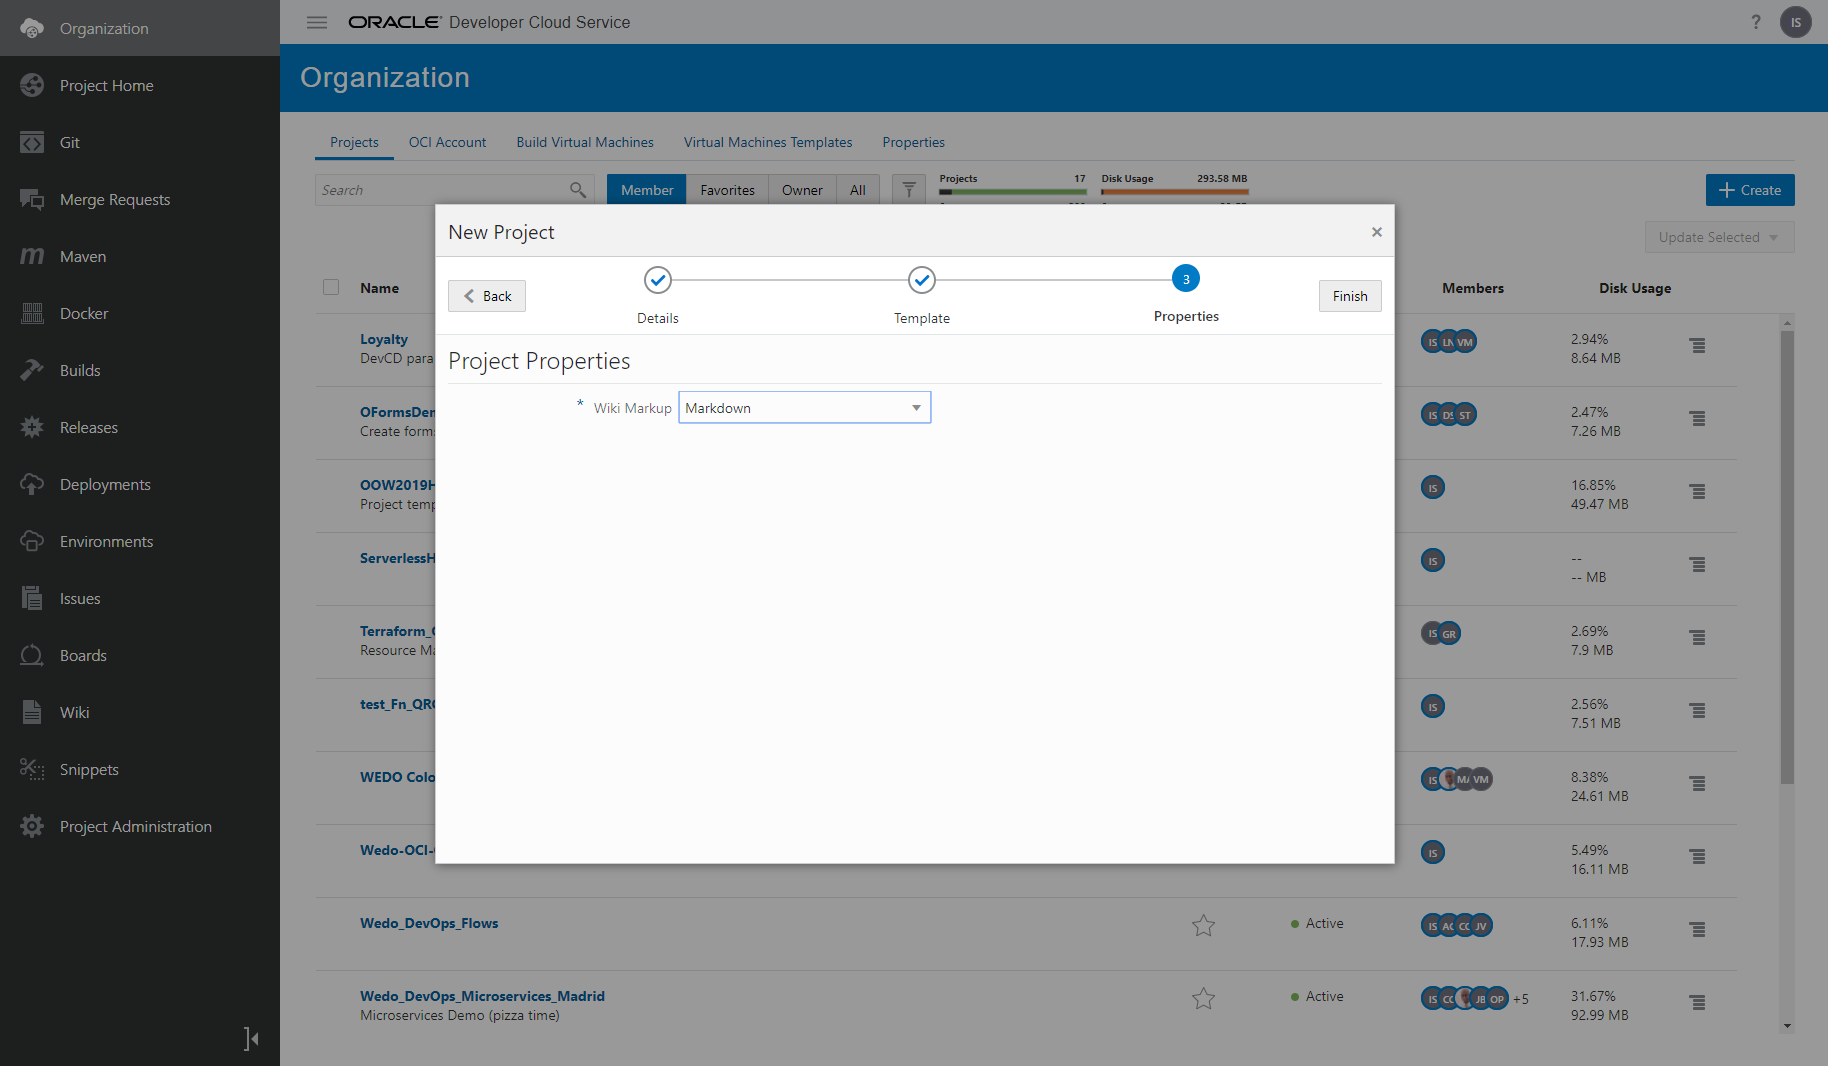 Organization
Project Home
Git
Merge Requests
Maven
Docker
Builds
Releases
Deployments
Environments
Issues
Boards
Wiki
Snippets
Project Administration
ORACLE Developer Cloud Service
? IS
Organization
Projects OCI Account Build Virtual Machines Virtual Machines Templates Properties
Search Member Favorites Owner All
Projects 17 Disk Usage 293.58 MB
Create
Update Selected
New Project
Back Details Template 3 Properties Finish
Project Properties
* Wiki Markup Markdown
Name Members Disk Usage
Loyalty IS LN VM 2.94%
DevCD para 8.64 MB
OFormsDem IS DS ST 2.47%
Create forms 7.26 MB
OOW2019H IS 16.85%
Project temp 49.47 MB
ServerlessH IS --
-- MB
Terraform_ IS GR 2.69%
Resource Ma 7.9 MB
test_Fn_QR IS 2.56%
7.51 MB
WEDO Colo IS MA VM 8.38%
24.61 MB
Wedo-OCI- IS 5.49%
16.11 MB
Wedo_DevOps_Flows Active IS AC CC JV 6.11%
17.93 MB
Wedo_DevOps_Microservices_Madrid Active IS CC JB OP +5 31.67%
Microservices Demo (pizza time) 92.99 MB